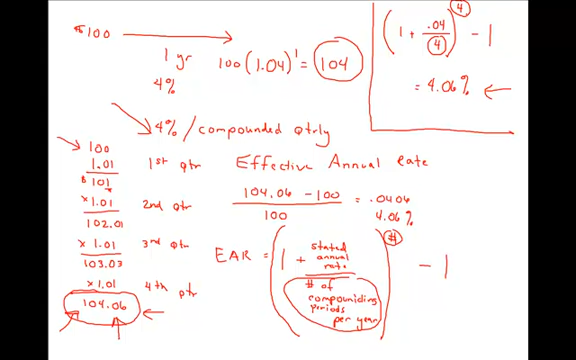 $100
1 yr
4%
100(1.04)¹ = 104
(1 + .04/4)⁴ - 1
= 4.06%
4%/compounded qtrly
100
1.01
$101
1st qtr
x 1.01
102.01
2nd qtr
x 1.01
103.03
3rd qtr
x 1.01
104.06
4th qtr
Effective Annual rate
104.06 - 100
100
= .0406
4.06%
EAR = (1 + stated
annual
rate
# of
compouniding
periods
per year)^# - 1